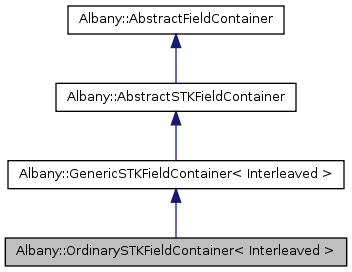 Albany::AbstractFieldContainer
Albany::AbstractSTKFieldContainer
Albany::GenericSTKFieldContainer< Interleaved >
Albany::OrdinarySTKFieldContainer< Interleaved >